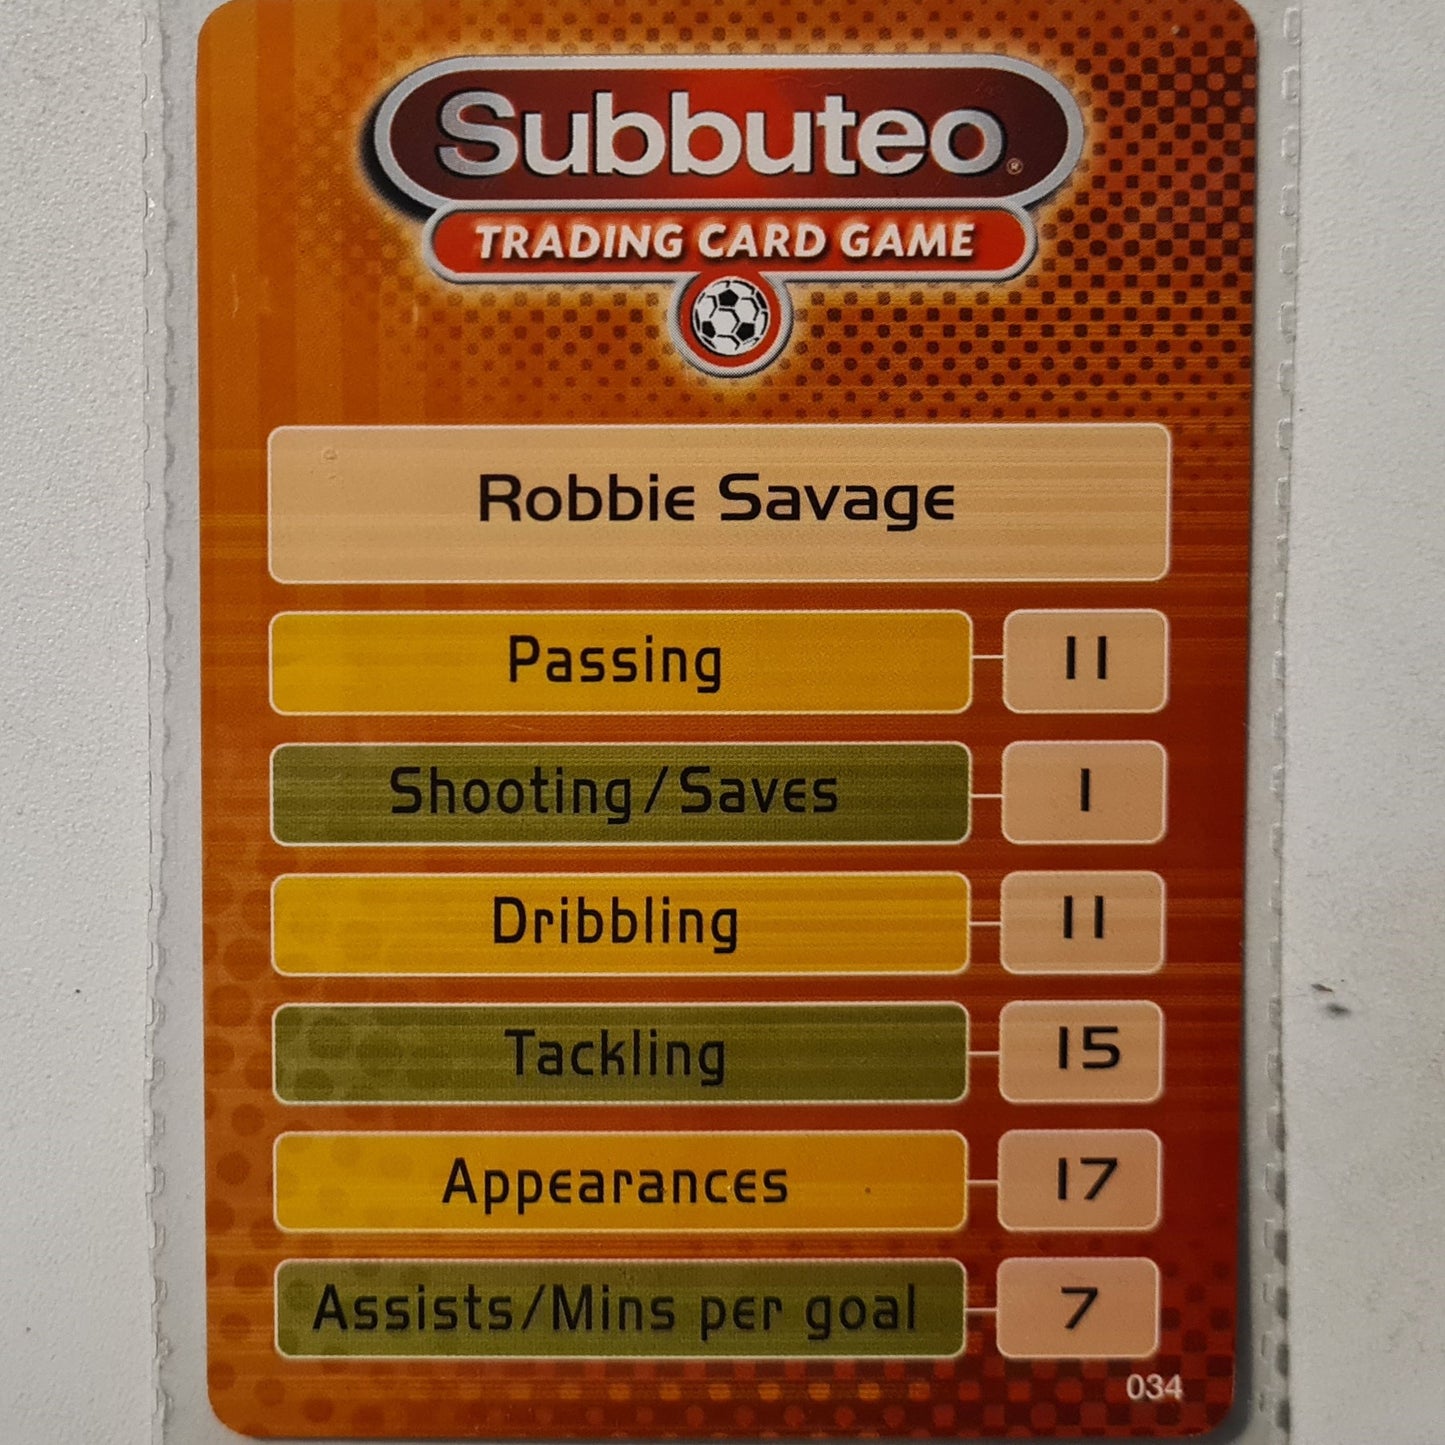 Subbuteo®
TRADING CARD GAME
Robbie Savage
Passing 11
Shooting/Saves 1
Dribbling 11
Tackling 15
Appearances 17
Assists/Mins per goal 7
034